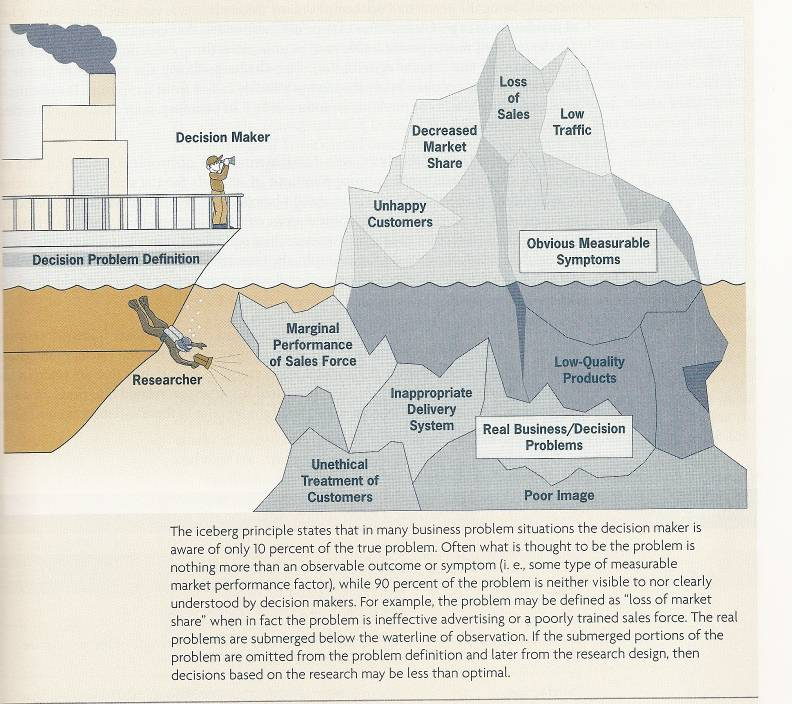 Loss
of
Sales
Low
Traffic
Decreased
Market
Share
Decision Maker
Unhappy
Customers
Obvious Measurable
Symptoms
Decision Problem Definition
Marginal
Performance
of Sales Force
Researcher
Low-Quality
Products
Inappropriate
Delivery
System
Real Business/Decision
Problems
Unethical
Treatment of
Customers
Poor Image
The iceberg principle states that in many business problem situations the decision maker is
aware of only 10 percent of the true problem. Often what is thought to be the problem is
nothing more than an observable outcome or symptom (i. e., some type of measurable
market performance factor), while 90 percent of the problem is neither visible to nor clearly
understood by decision makers. For example, the problem may be defined as “loss of market
share” when in fact the problem is ineffective advertising or a poorly trained sales force. The real
problems are submerged below the waterline of observation. If the submerged portions of the
problem are omitted from the problem definition and later from the research design, then
decisions based on the research may be less than optimal.